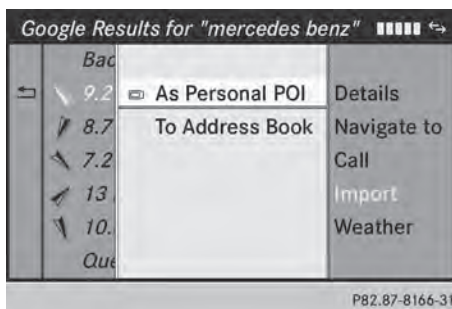 Google Results for "mercedes benz"
Bac
9.2
As Personal POI
Details
8.7
To Address Book
Navigate to
7.2
Call
13
Import
10.
Weather
Que
P82.87-8166-31